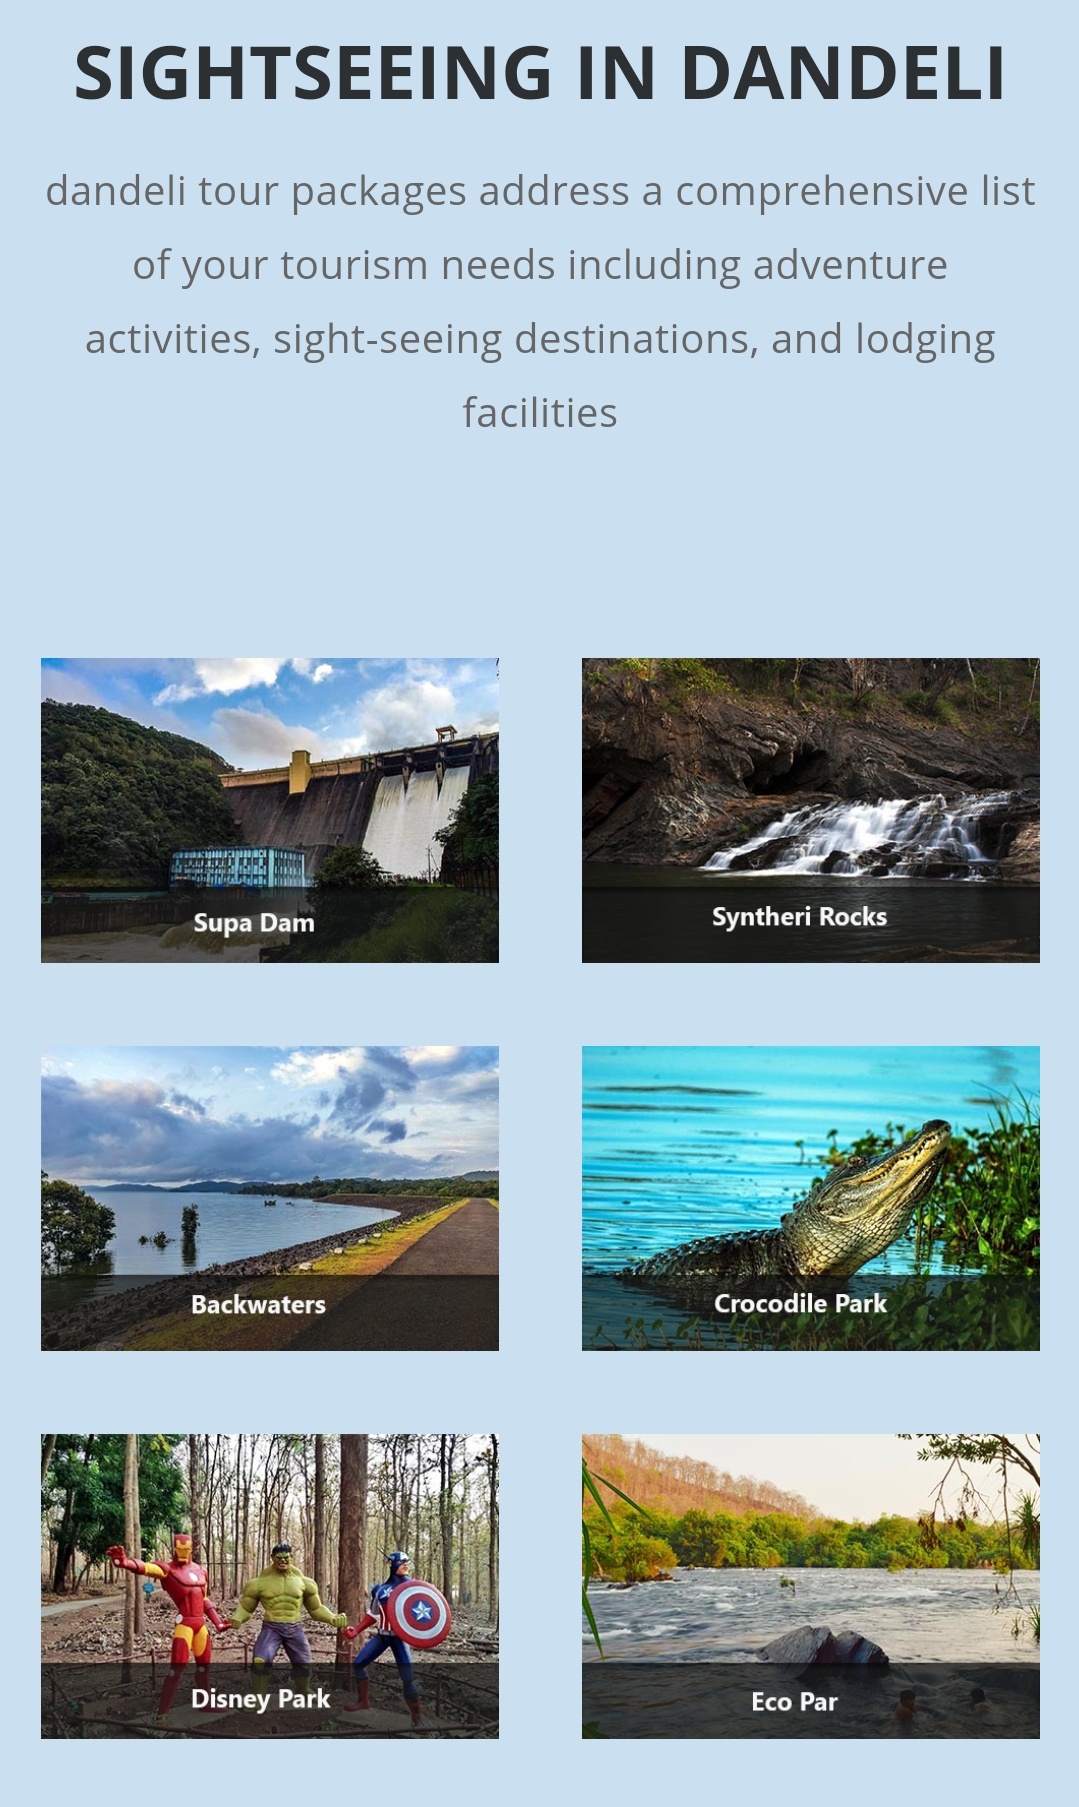 SIGHTSEEING IN DANDELI
dandeli tour packages address a comprehensive list
of your tourism needs including adventure
activities, sight-seeing destinations, and lodging
facilities
Supa Dam
Syntheri Rocks
Backwaters
Crocodile Park
Disney Park
Eco Par